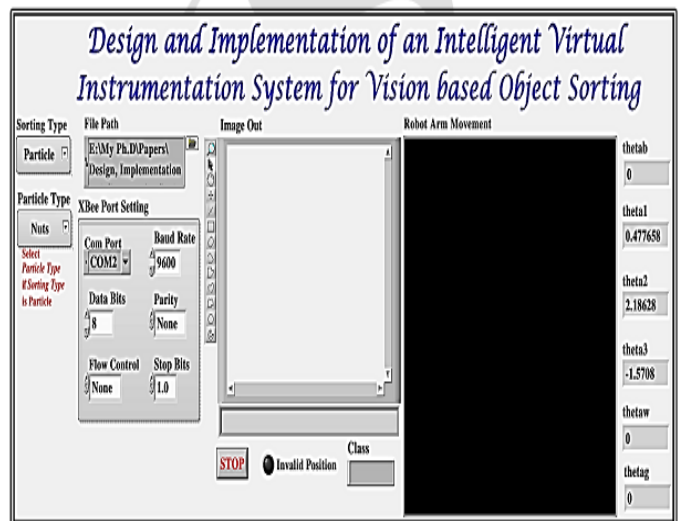 Design and Implementation of an Intelligent Virtual
Instrumentation System for Vision based Object Sorting
Sorting Type
Particle
Particle Type
Nuts
Select
Particle Type
if Sorting Type
is Particle
File Path
E:\My Ph.D\Papers\
Design, Implementation
XBee Port Setting
Com Port
COM2
Baud Rate
9600
Data Bits
8
Parity
None
Flow Control
None
Stop Bits
1.0
Image Out
STOP
Invalid Position
Class
Robot Arm Movement
thetab
0
theta1
0.477658
theta2
2.18628
theta3
-1.5708
thetaw
0
thetag
0